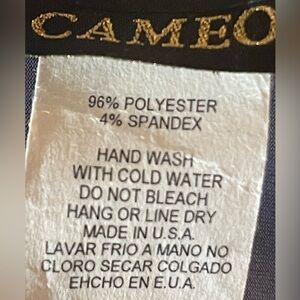 CAMEO
96% POLYESTER
4% SPANDEX
HAND WASH
WITH COLD WATER
DO NOT BLEACH
HANG OR LINE DRY
MADE IN U.S.A.
LAVAR FRIO A MANO NO
CLORO SECAR COLGADO
EHCHO EN E.U.A.